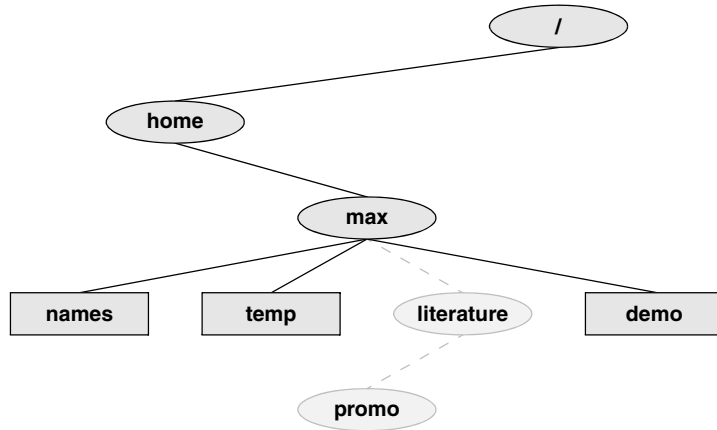 /
home
max
names temp literature demo
promo